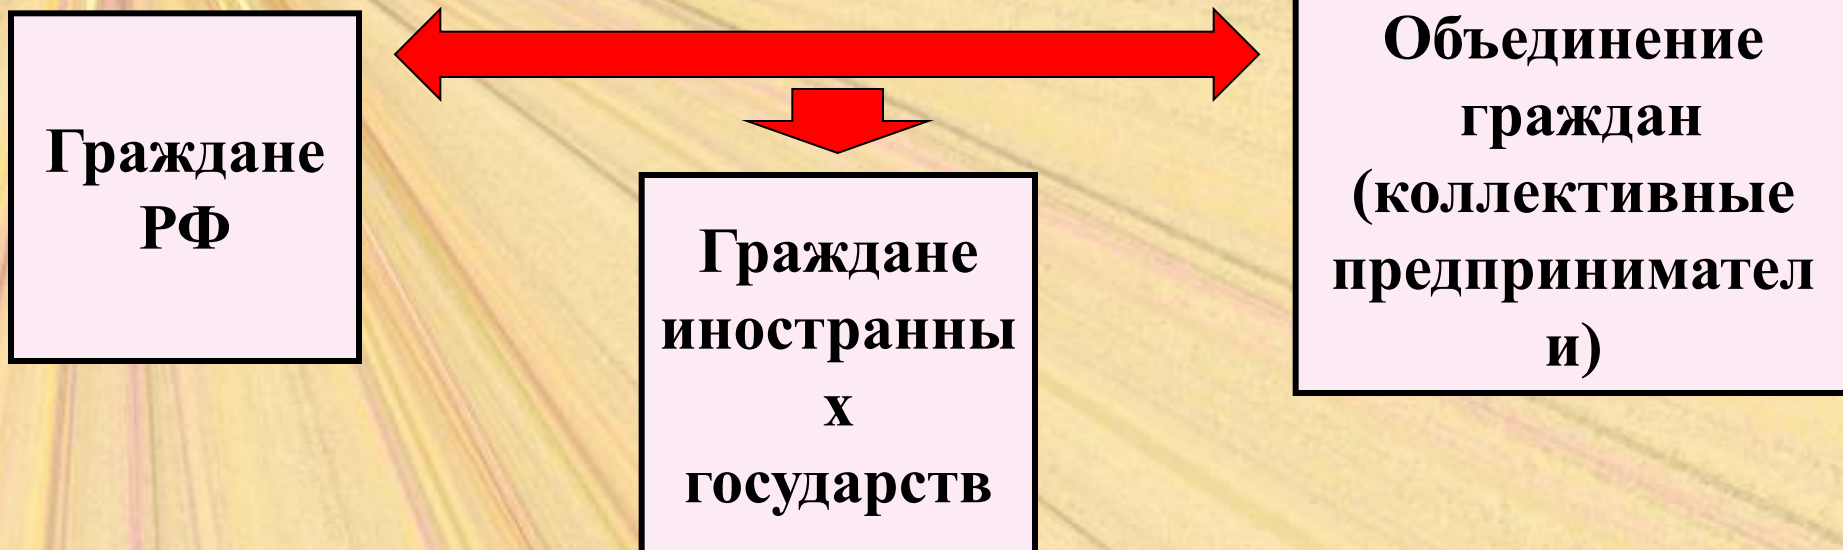 Граждане
РФ
Граждане
иностранны
х
государств
Объединение
граждан
(коллективные
предпринимател
и)